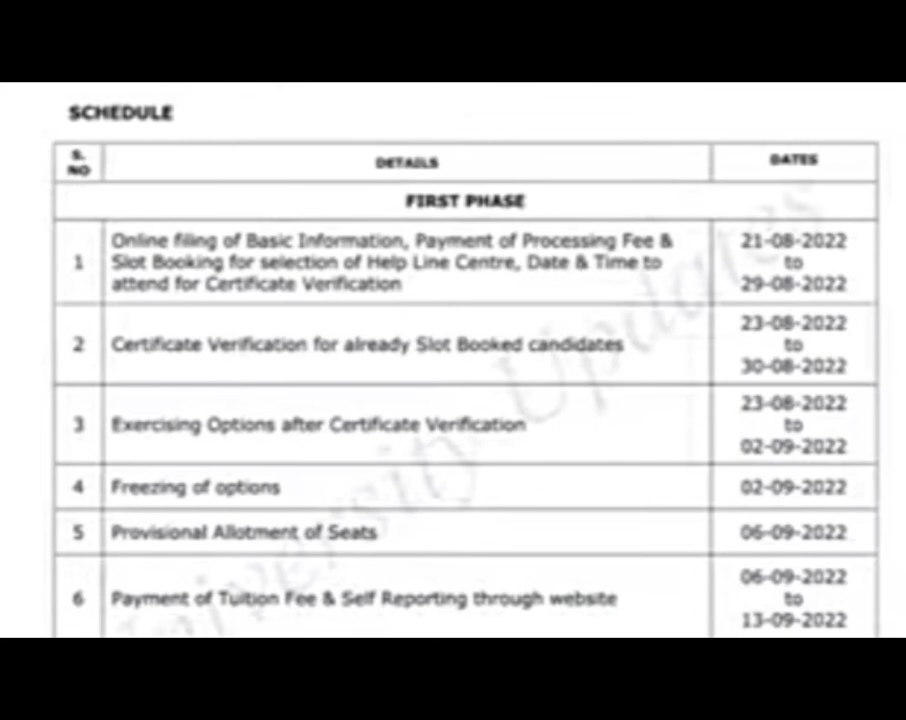 SCHEDULE
S. NO DETAILS DATES
FIRST PHASE
1 Online filing of Basic Information, Payment of Processing Fee & Slot Booking for selection of Help Line Centre, Date & Time to attend for Certificate Verification 21-08-2022 to 29-08-2022
2 Certificate Verification for already Slot Booked candidates 23-08-2022 to 30-08-2022
3 Exercising Options after Certificate Verification 23-08-2022 to 02-09-2022
4 Freezing of options 02-09-2022
5 Provisional Allotment of Seats 06-09-2022
6 Payment of Tuition Fee & Self Reporting through website 06-09-2022 to 13-09-2022
University Updates